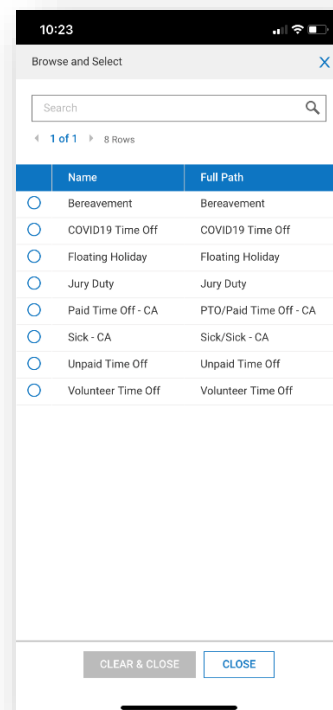 10:23
Browse and Select X
Search
1 of 1 8 Rows
Name Full Path
Bereavement Bereavement
COVID19 Time Off COVID19 Time Off
Floating Holiday Floating Holiday
Jury Duty Jury Duty
Paid Time Off - CA PTO/Paid Time Off - CA
Sick - CA Sick/Sick - CA
Unpaid Time Off Unpaid Time Off
Volunteer Time Off Volunteer Time Off
CLEAR & CLOSE CLOSE